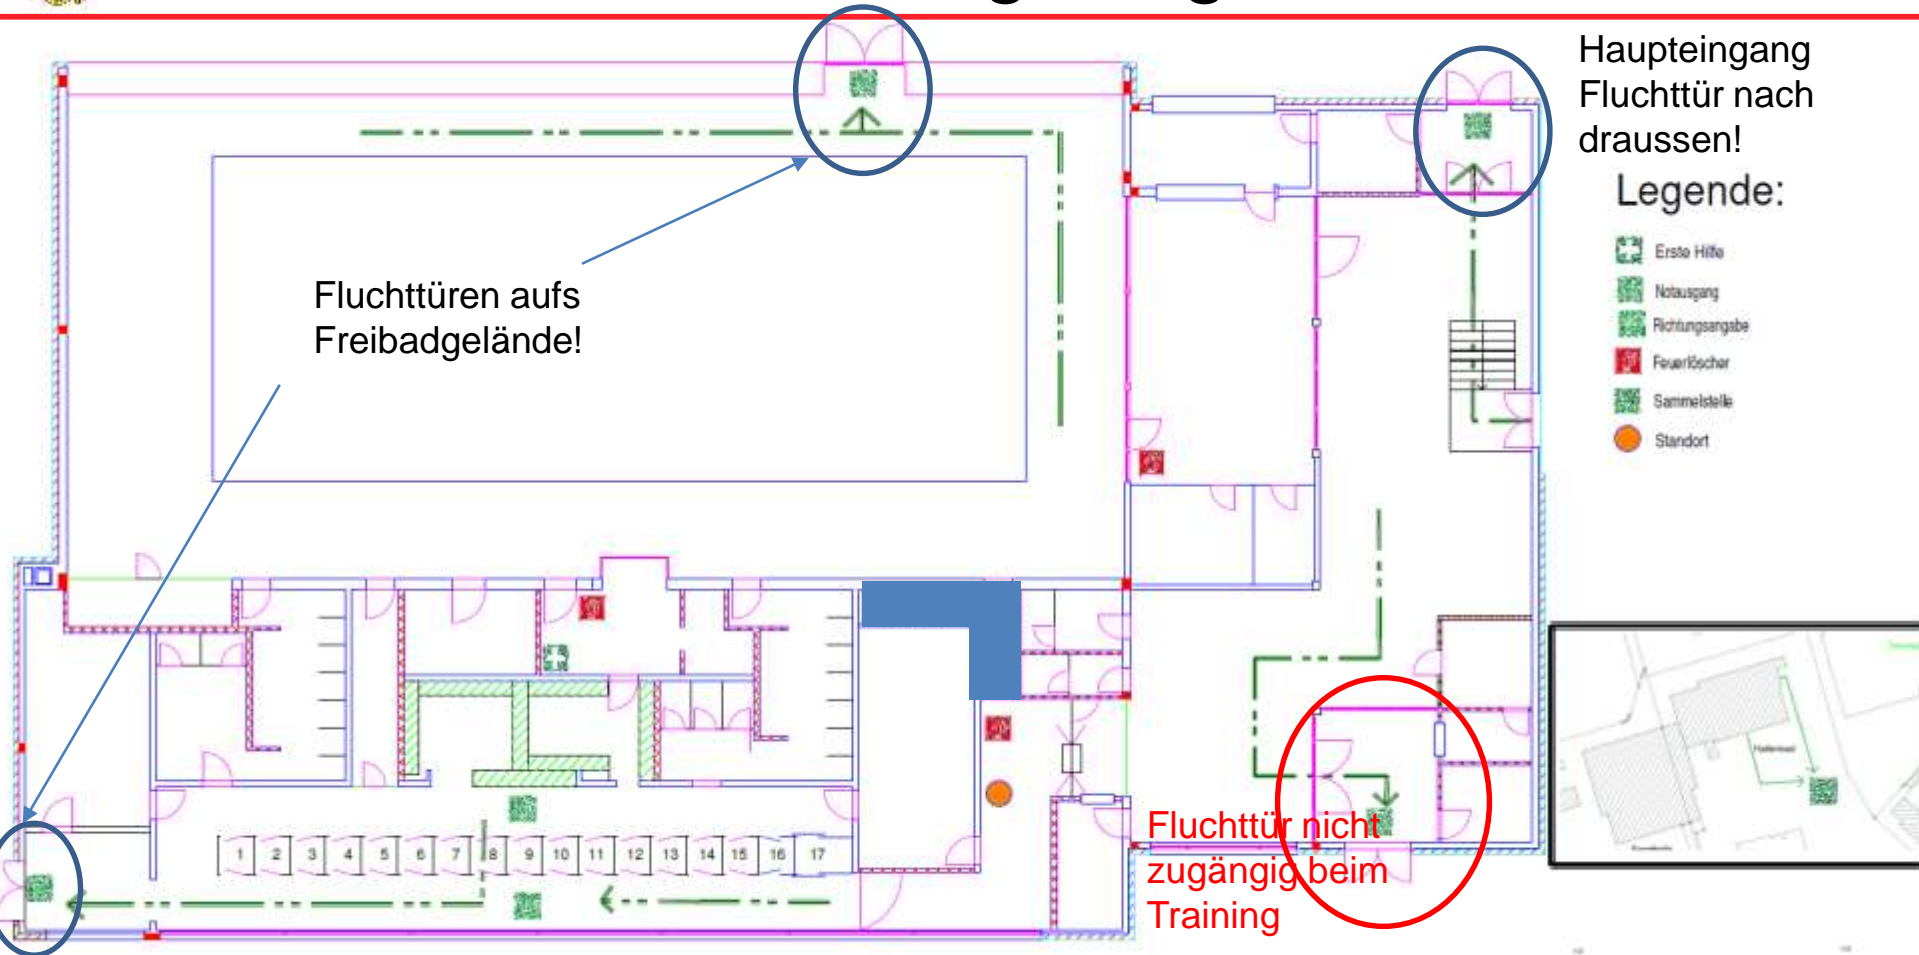 Haupteingang
Fluchttür nach
draussen!
Legende:
Erste Hilfe
Notausgang
Richtungsangabe
Feuerlöscher
Sammelstelle
Standort
Fluchttüren aufs
Freibadgelände!
1 2 3 4 5 6 7 8 9 10 11 12 13 14 15 16 17
Fluchttür nicht
zugängig beim
Training